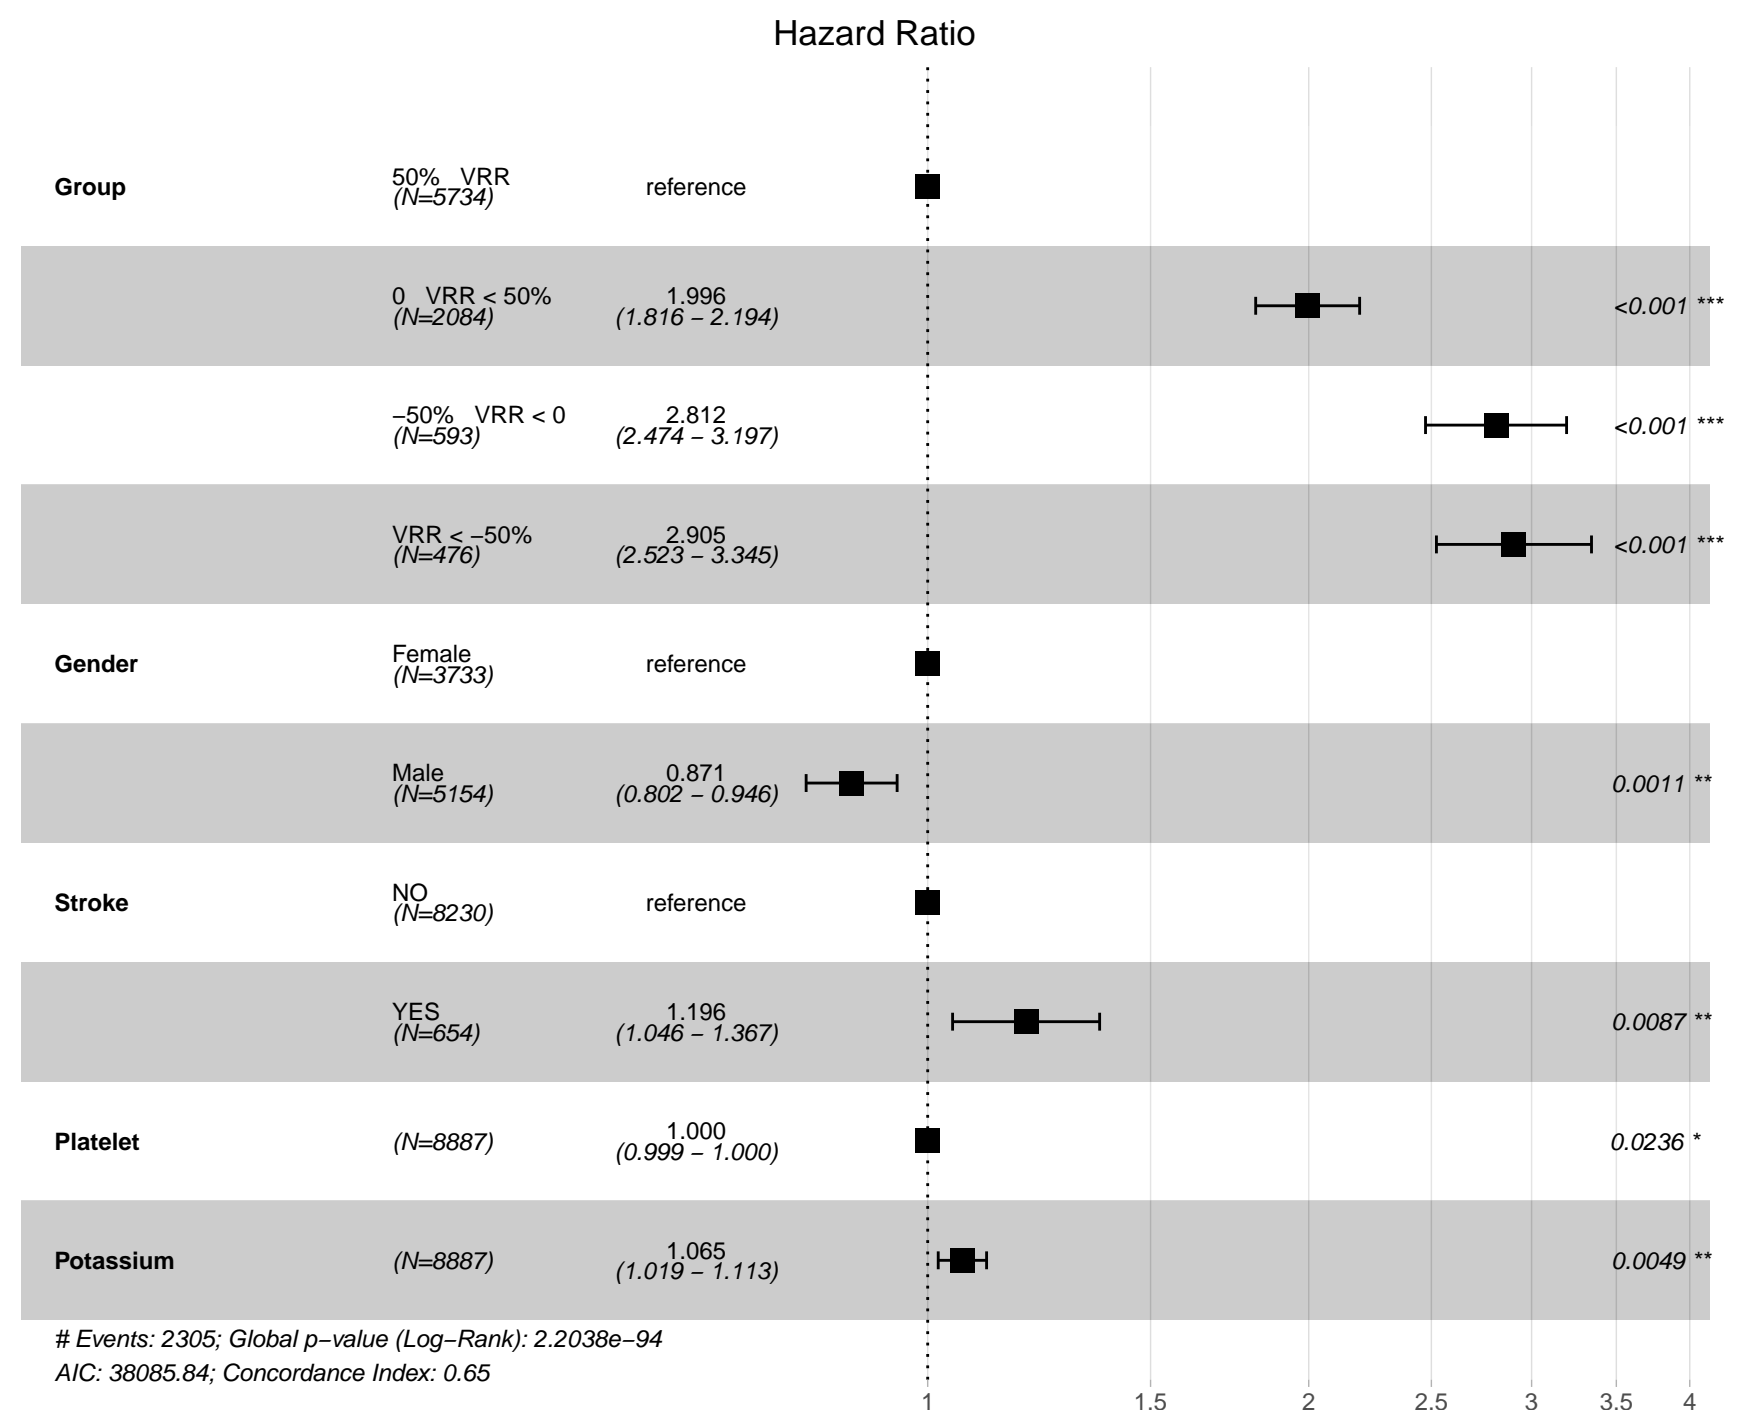 Hazard Ratio
Group
50% VRR
(N=5734)
reference
0 VRR < 50%
(N=2084)
1.996
(1.816 – 2.194)
<0.001 ***
−50% VRR < 0
(N=593)
2.812
(2.474 – 3.197)
<0.001 ***
VRR < −50%
(N=476)
2.905
(2.523 – 3.345)
<0.001 ***
Gender
Female
(N=3733)
reference
Male
(N=5154)
0.871
(0.802 – 0.946)
0.0011 **
Stroke
NO
(N=8230)
reference
YES
(N=654)
1.196
(1.046 – 1.367)
0.0087 **
Platelet
(N=8887)
1.000
(0.999 – 1.000)
0.0236 *
Potassium
(N=8887)
1.065
(1.019 – 1.113)
0.0049 **
# Events: 2305; Global p−value (Log−Rank): 2.2038e−94
AIC: 38085.84; Concordance Index: 0.65
1 1.5 2 2.5 3 3.5 4